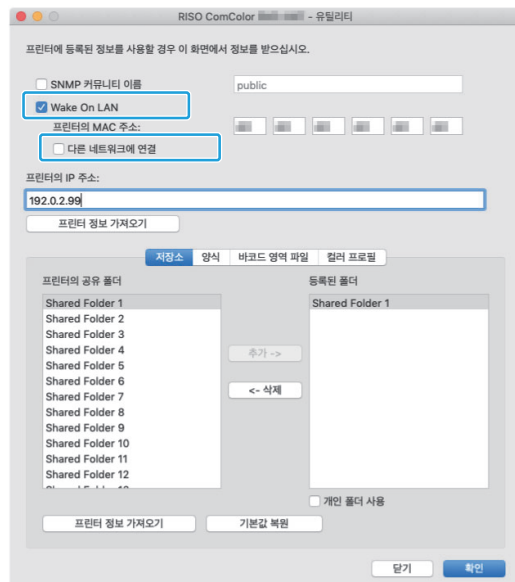 RISO ComColor - 유틸리티
프린터에 등록된 정보를 사용할 경우 이 화면에서 정보를 받으십시오.
SNMP 커뮤니티 이름 public
Wake On LAN
프린터의 MAC 주소:
다른 네트워크에 연결
프린터의 IP 주소:
192.0.2.99
프린터 정보 가져오기
저장소 양식 바코드 영역 파일 컬러 프로필
프린터의 공유 폴더 등록된 폴더
Shared Folder 1 Shared Folder 1
Shared Folder 2
Shared Folder 3
Shared Folder 4
Shared Folder 5
Shared Folder 6
Shared Folder 7
Shared Folder 8
Shared Folder 9
Shared Folder 10
Shared Folder 11
Shared Folder 12
추가 ->
<- 삭제
개인 폴더 사용
프린터 정보 가져오기 기본값 복원
닫기 확인